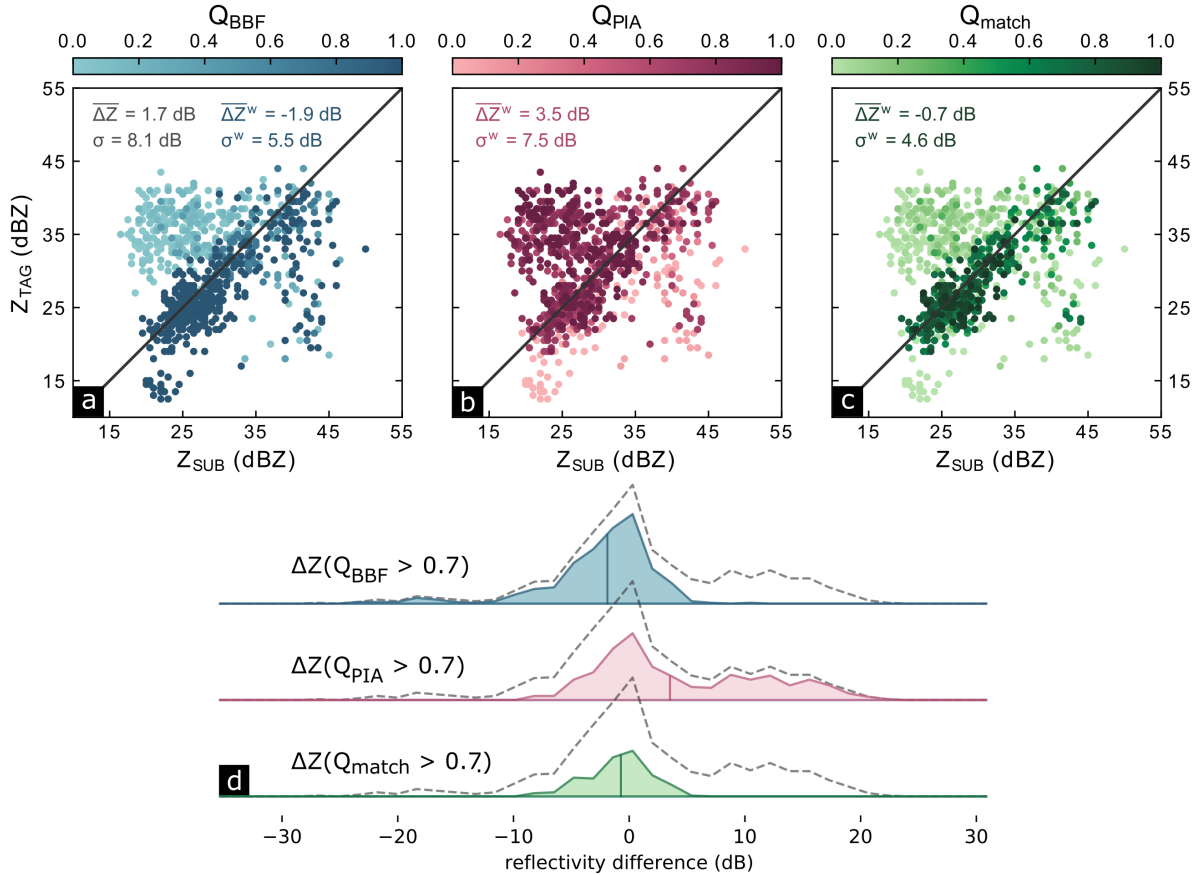 Q_BBF
Q_PIA
Q_match
0.0 0.2 0.4 0.6 0.8 1.0
0.0 0.2 0.4 0.6 0.8 1.0
0.0 0.2 0.4 0.6 0.8 1.0
55
45
35
25
15
Z_TAG (dBZ)
ΔZ̅ = 1.7 dB
σ = 8.1 dB
ΔZ̅^w = -1.9 dB
σ^w = 5.5 dB
a
15 25 35 45 55
Z_SUB (dBZ)
ΔZ̅^w = 3.5 dB
σ^w = 7.5 dB
b
15 25 35 45 55
Z_SUB (dBZ)
ΔZ̅^w = -0.7 dB
σ^w = 4.6 dB
c
15 25 35 45 55
Z_SUB (dBZ)
55
45
35
25
15
ΔZ(Q_BBF > 0.7)
ΔZ(Q_PIA > 0.7)
ΔZ(Q_match > 0.7.)
d
−30 −20 −10 0 10 20 30
reflectivity difference (dB)